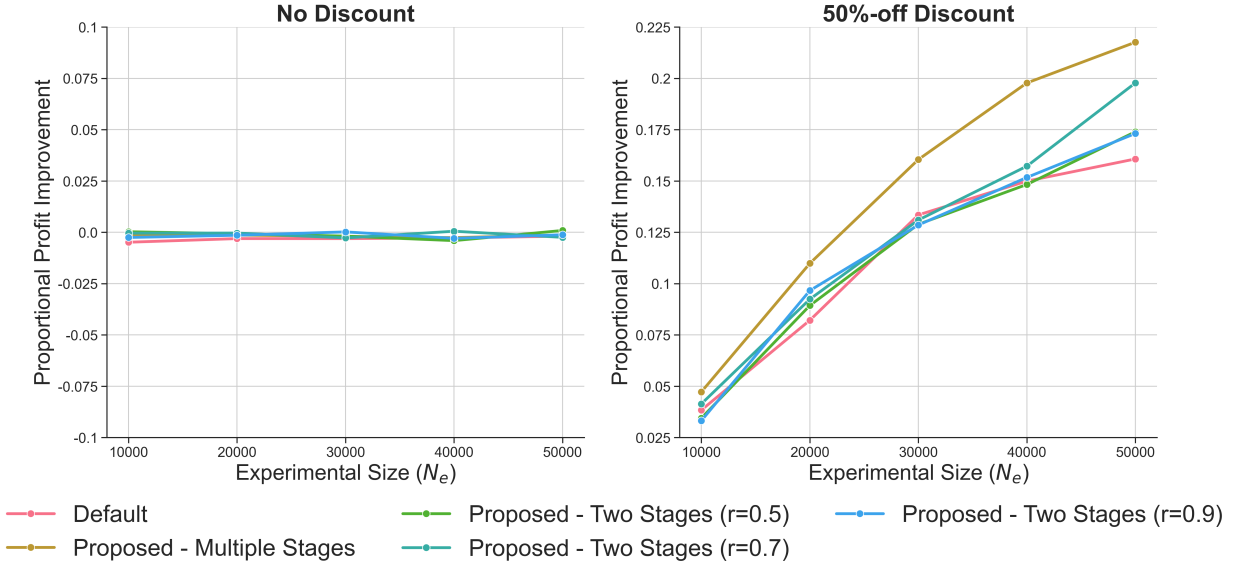 No Discount
Proportional Profit Improvement
0.1
0.075
0.05
0.025
0.0
-0.025
-0.05
-0.075
-0.1
10000 20000 30000 40000 50000
Experimental Size (Nₑ)
50%-off Discount
Proportional Profit Improvement
0.225
0.2
0.175
0.15
0.125
0.1
0.075
0.05
0.025
10000 20000 30000 40000 50000
Experimental Size (Nₑ)
Default
Proposed - Multiple Stages
Proposed - Two Stages (r=0.5)
Proposed - Two Stages (r=0.7)
Proposed - Two Stages (r=0.9)